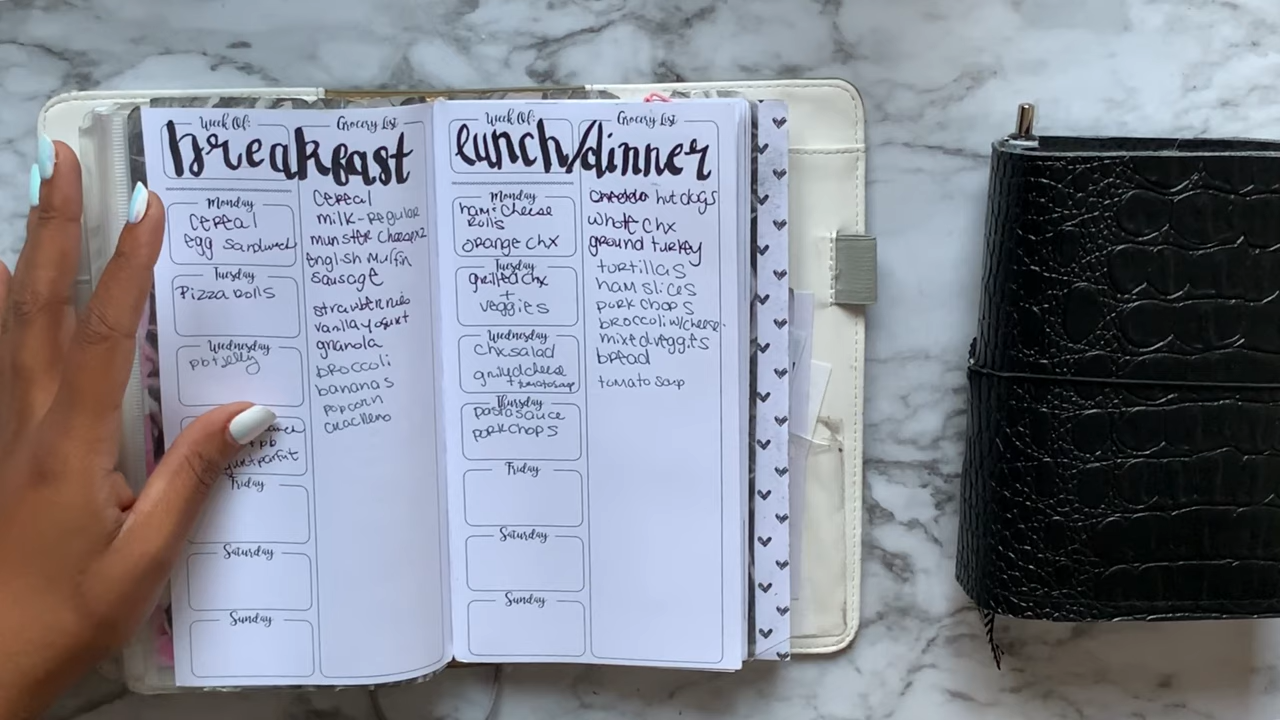 Week Of:
Grocery List
breakfast
Monday
cereal
egg sandwich
Tuesday
Pizza rolls
Wednesday
pb + jelly
+ pb
Friday
Saturday
Sunday
cereal
milk-regular
munster cheese x2
english muffin
sausage
strawberries
vanilla yogurt
granola
broccoli
bananas
popcorn
Week Of:
Grocery List
lunch/dinner
Monday
ham + cheese
rolls
orange chx
Tuesday
grilled chx
+
veggies
Wednesday
chx salad
grilled cheese
+ tomato soup
Thursday
pasta sauce
pork chops
Friday
Saturday
Sunday
hot dogs
whole chx
ground turkey
tortillas
ham slices
pork chops
broccoli w/cheese
mixed veggies
bread
tomato soup